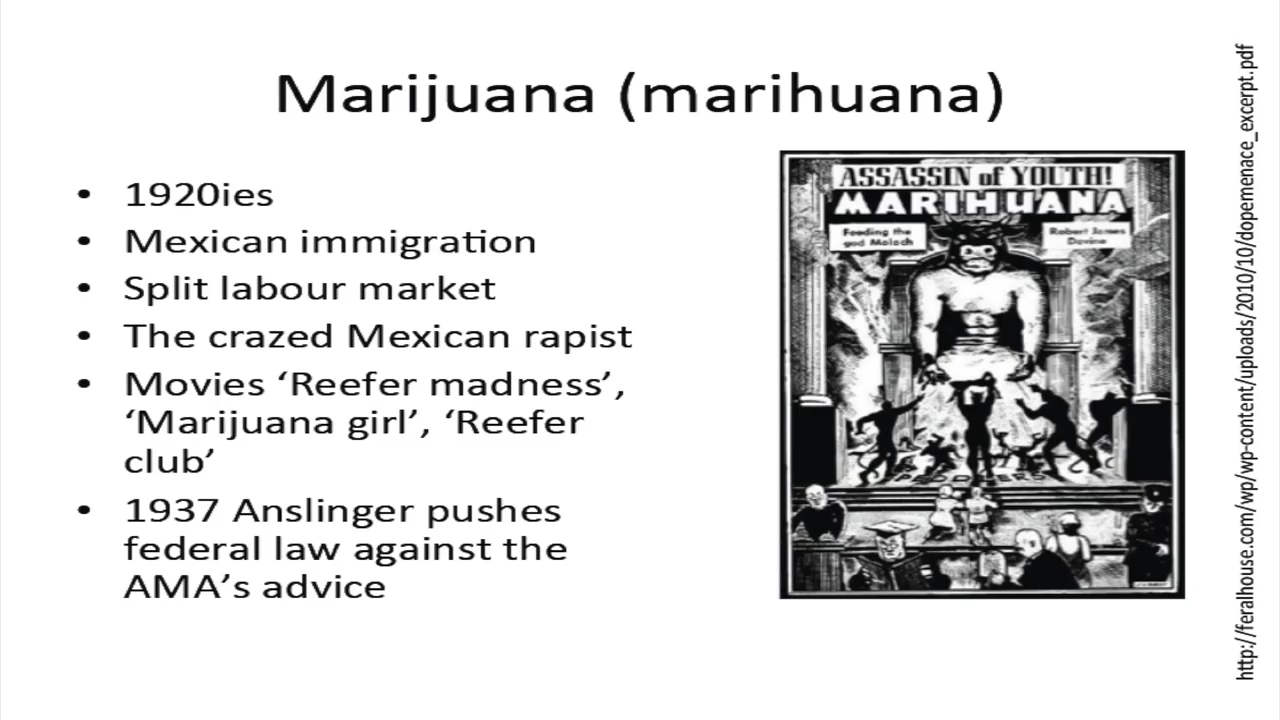 Marijuana (marihuana)
• 1920ies
• Mexican immigration
• Split labour market
• The crazed Mexican rapist
• Movies ‘Reefer madness’,
‘Marijuana girl’, ‘Reefer
club’
• 1937 Anslinger pushes
federal law against the
AMA’s advice
ASSASSIN of YOUTH!
MARIHUANA
Feeding the
god Moloch
Robert James
Devine
http://feralhouse.com/wp/wp-content/uploads/2010/10/dopemenace_excerpt.pdf